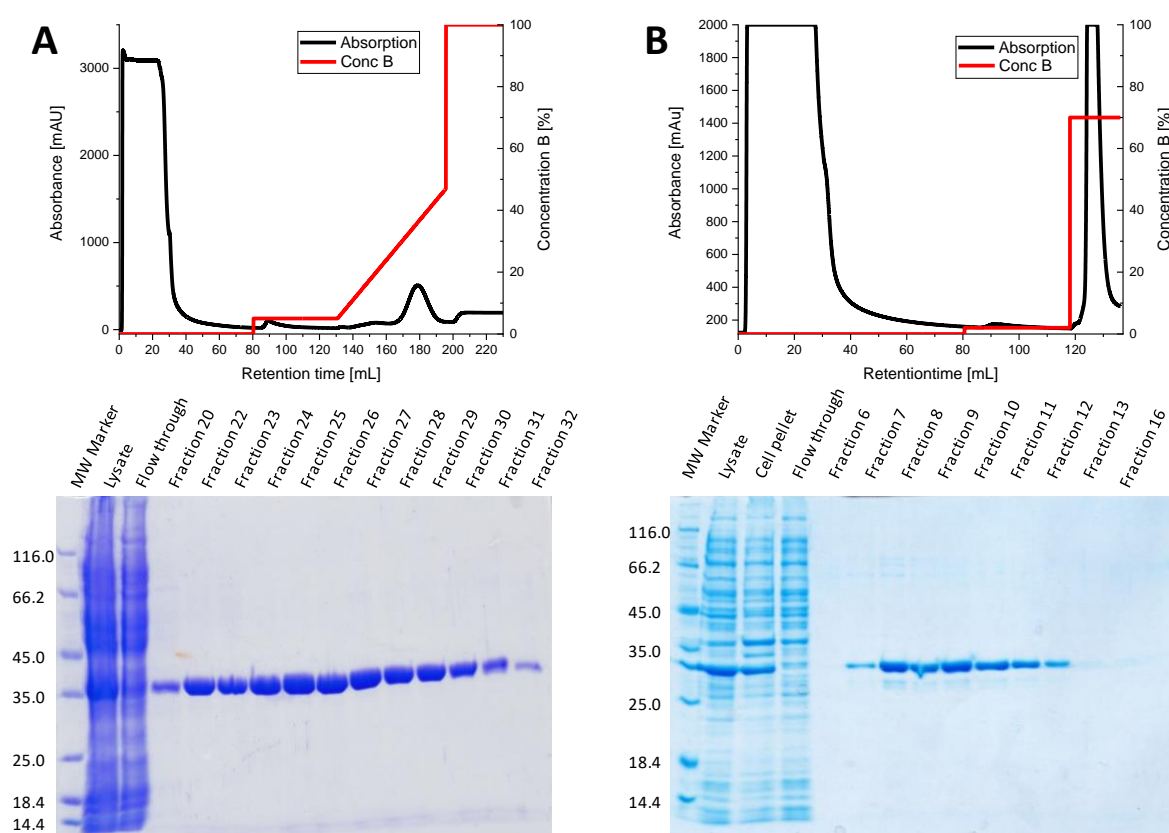 A
Absorption
Conc B
Absorbance [mAU]
3000
2000
1000
0
100
80
60
40
20
0
Concentration B [%]
0 20 40 60 80 100 120 140 160 180 200 220
Retention time [mL]
B
Absorption
Conc B
Absorbance [mAu]
2000
1800
1600
1400
1200
1000
800
600
400
200
100
80
60
40
20
0
Concentration B [%]
0 20 40 60 80 100 120
Retentiontime [mL]
MW Marker
Lysate
Flow through
Fraction 20
Fraction 22
Fraction 23
Fraction 24
Fraction 25
Fraction 26
Fraction 27
Fraction 28
Fraction 29
Fraction 30
Fraction 31
Fraction 32
116.0
66.2
45.0
35.0
25.0
18.4
14.4
MW Marker
Lysate
Cell pellet
Flow through
Fraction 6
Fraction 7
Fraction 8
Fraction 9
Fraction 10
Fraction 11
Fraction 12
Fraction 13
Fraction 16
116.0
66.2
45.0
35.0
25.0
18.4
14.4